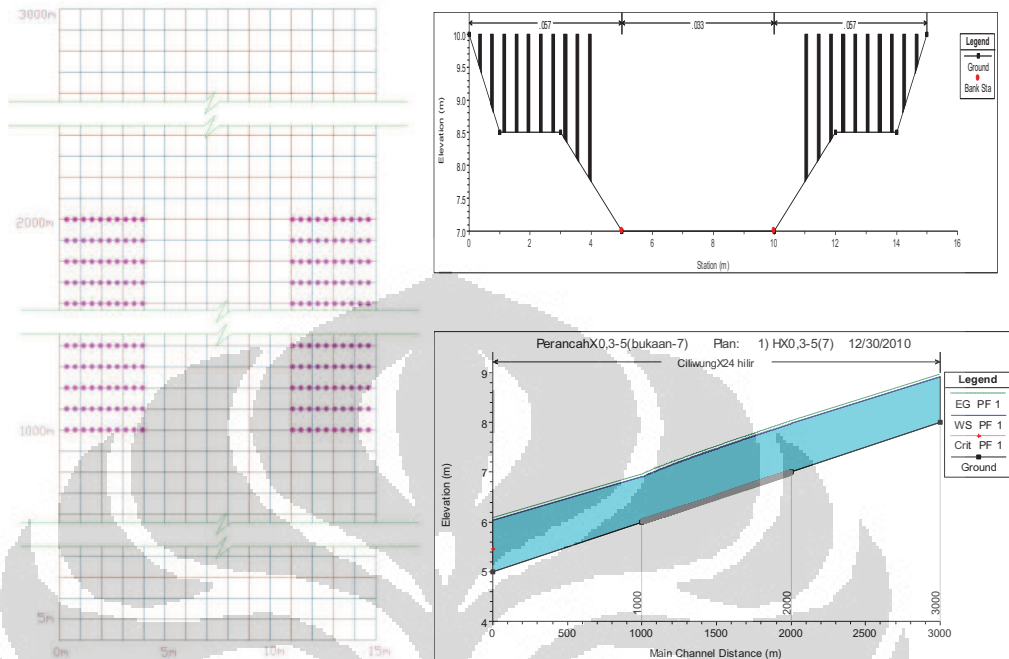 3000m
2000m
1000m
5m
0m
5m
10m
15m
.057
.033
.057
10.0
9.5
9.0
8.5
8.0
7.5
7.0
Elevation (m)
0
2
4
6
8
10
12
14
16
Station (m)
Legend
Ground
Bank Sta
PerancahX0,3-5(bukaan-7) Plan: 1) HX0,3-5(7) 12/30/2010
CiliwungX24 hilir
9
8
7
6
5
4
Elevation (m)
1000
2000
3000
0
500
1000
1500
2000
2500
3000
Main Channel Distance (m)
Legend
EG PF 1
WS PF 1
Crit PF 1
Ground